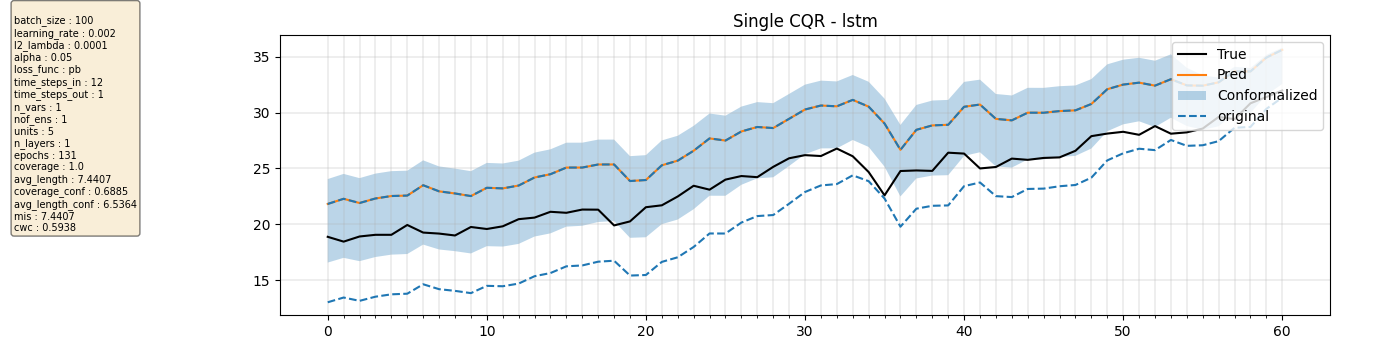 batch_size : 100
learning_rate : 0.002
l2_lambda : 0.0001
alpha : 0.05
loss_func : pb
time_steps_in : 12
time_steps_out : 1
n_vars : 1
nof_ens : 1
units : 5
n_layers : 1
epochs : 131
coverage : 1.0
avg_length : 7.4407
coverage_conf : 0.6885
avg_length_conf : 6.5364
mis : 7.4407
cwc : 0.5938
Single CQR - lstm
35
30
25
20
15
0 10 20 30 40 50 60
True
Pred
Conformalized
original